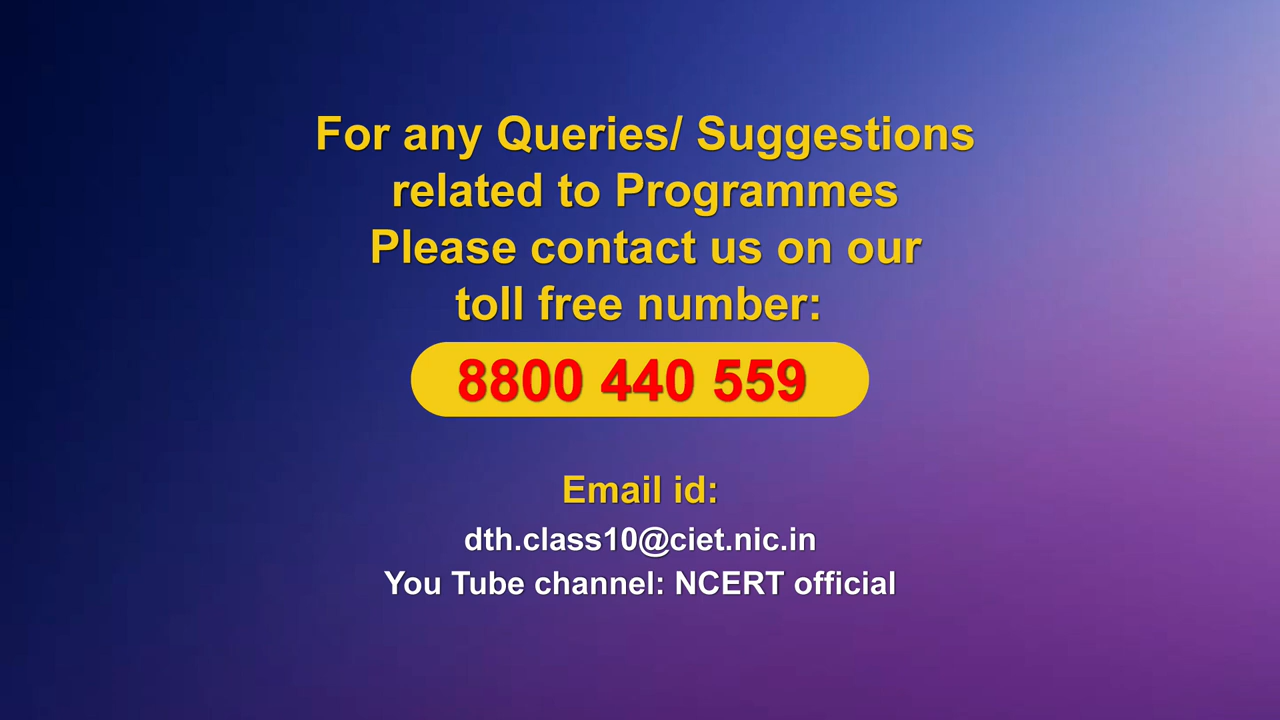 For any Queries/ Suggestions
related to Programmes
Please contact us on our
toll free number:
8800 440 559
Email id:
dth.class10@ciet.nic.in
You Tube channel: NCERT official